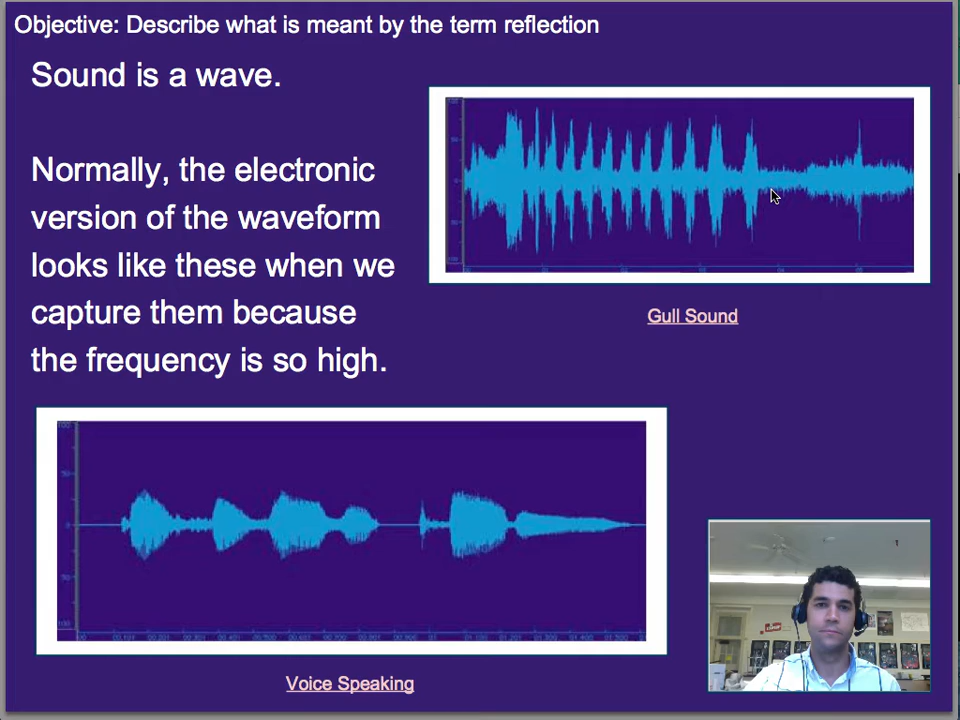 Objective: Describe what is meant by the term reflection
Sound is a wave.
Normally, the electronic
version of the waveform
looks like these when we
capture them because
the frequency is so high.
Gull Sound
Voice Speaking